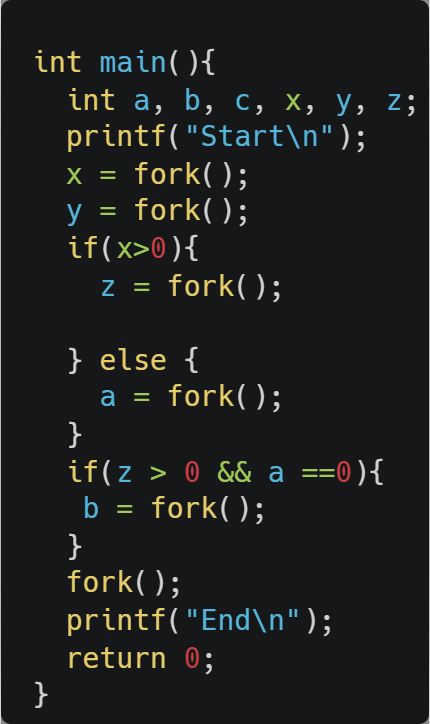 int main(){
int a, b, c, x, y, z;
printf("Start\n");
x = fork();
y = fork();
if(x>0){
z = fork();
} else {
a = fork();
}
if(z > 0 && a ==0){
b = fork();
}
fork();
printf("End\n");
return 0;
}